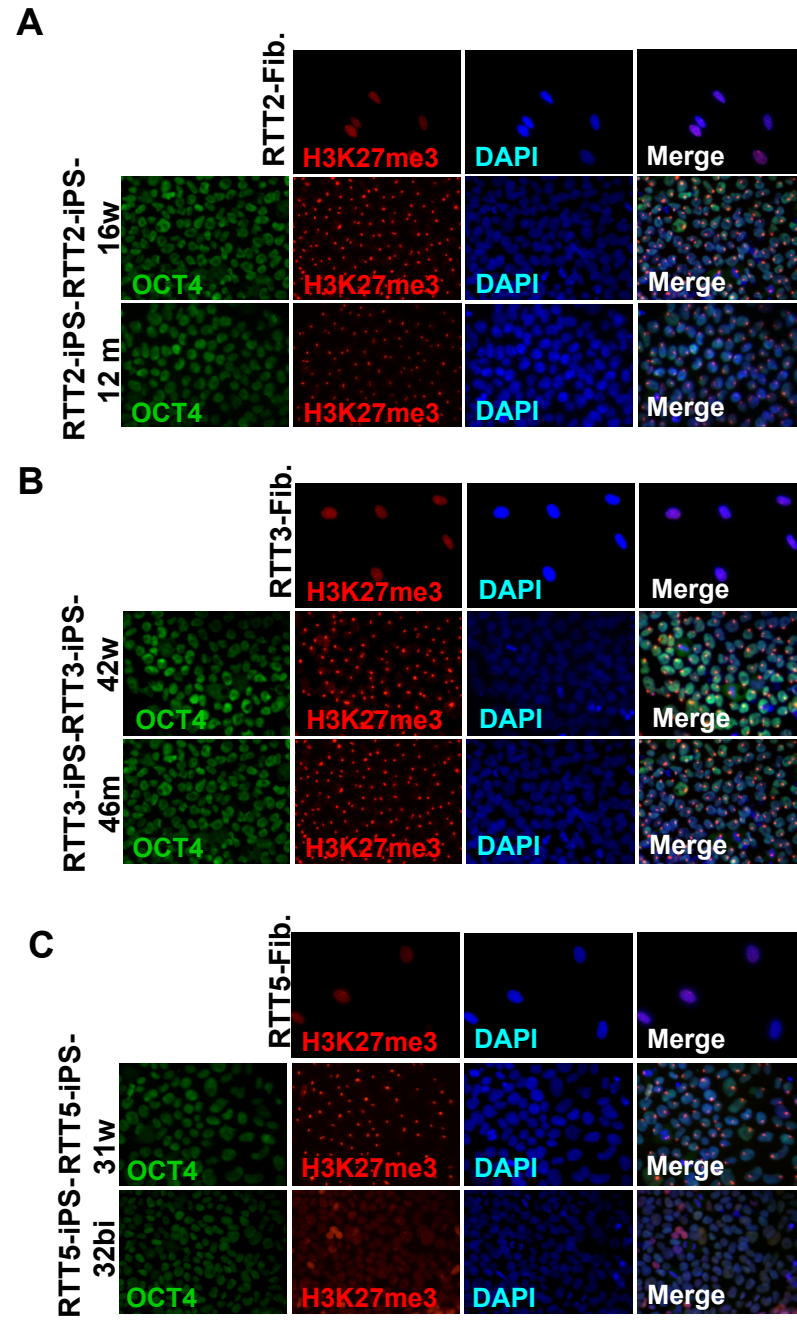 A
RTT2-Fib.
H3K27me3
DAPI
Merge
RTT2-iPS-
16w
OCT4
H3K27me3
DAPI
Merge
RTT2-iPS-
12 m
OCT4
H3K27me3
DAPI
Merge
B
RTT3-Fib.
H3K27me3
DAPI
Merge
RTT3-iPS-
42w
OCT4
H3K27me3
DAPI
Merge
RTT3-iPS-
46m
OCT4
H3K27me3
DAPI
Merge
C
RTT5-Fib.
H3K27me3
DAPI
Merge
RTT5-iPS-
31w
OCT4
H3K27me3
DAPI
Merge
RTT5-iPS-
32bi
OCT4
H3K27me3
DAPI
Merge